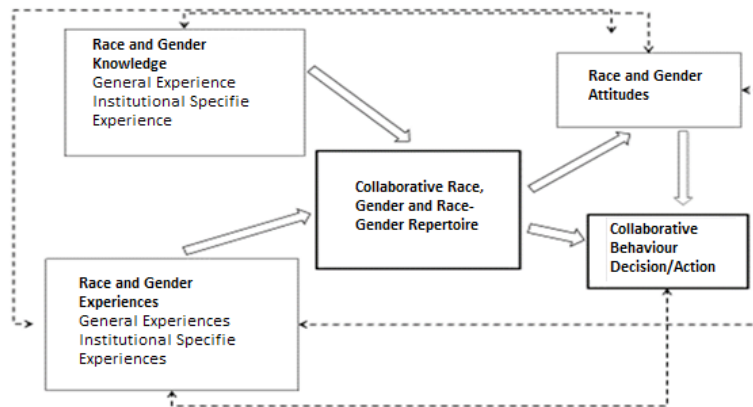 Race and Gender
Knowledge
General Experience
Institutional Specifie
Experience
Race and Gender
Attitudes
Collaborative Race,
Gender and Race-
Gender Repertoire
Collaborative
Behaviour
Decision/Action
Race and Gender
Experiences
General Experiences
Institutional Specifie
Experiences